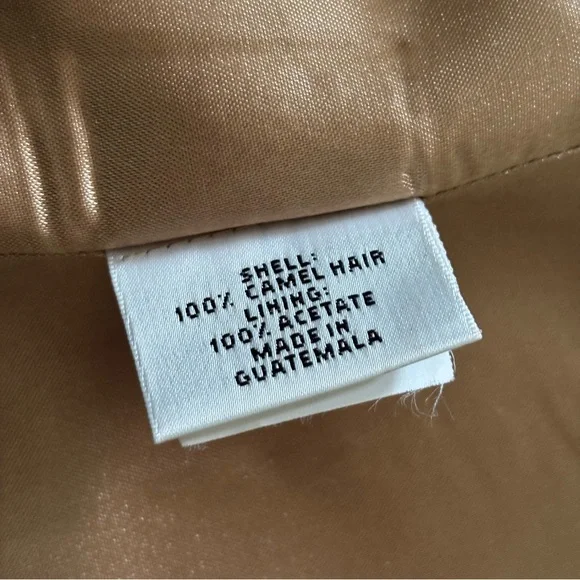 SHELL:
100% CAMEL HAIR
LINING:
100% ACETATE
MADE IN
GUATEMALA